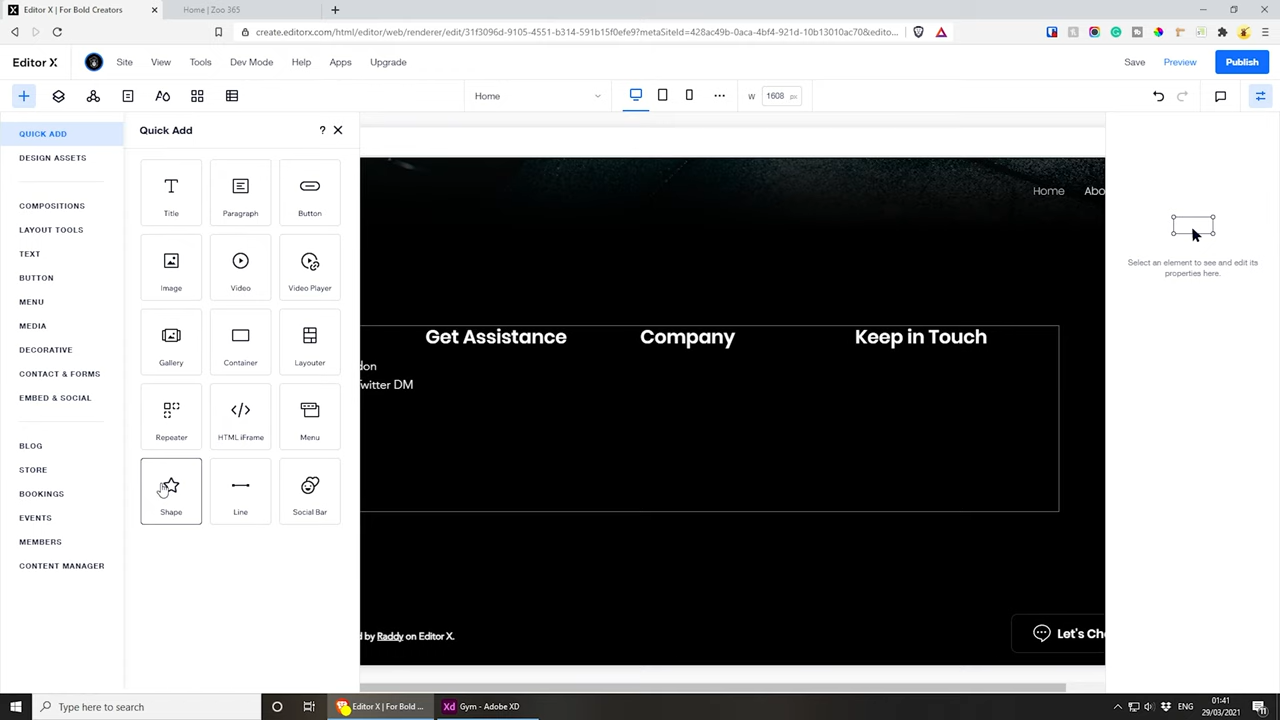 Editor X | For Bold Creators
Home | Zoo 365
create.editorx.com/html/editor/web/renderer/edit/31f3096d-9105-4551-b314-591b15f0efe9?metaSiteId=428ac49b-0aca-4bf4-921d-10b13010ac70&edito...
Editor X
Site
View
Tools
Dev Mode
Help
Apps
Upgrade
Save
Preview
Publish
Home
W
1608
px
QUICK ADD
DESIGN ASSETS
COMPOSITIONS
LAYOUT TOOLS
TEXT
BUTTON
MENU
MEDIA
DECORATIVE
CONTACT & FORMS
EMBED & SOCIAL
BLOG
STORE
BOOKINGS
EVENTS
MEMBERS
CONTENT MANAGER
Quick Add
?
Title
Paragraph
Button
Image
Video
Video Player
Gallery
Container
Layouter
Repeater
HTML iFrame
Menu
Shape
Line
Social Bar
Home
Abo
Get Assistance
Company
Keep in Touch
don
Twitter DM
d by Raddy on Editor X.
Let's Ch
Select an element to see and edit its
properties here.
Type here to search
Editor X | For Bold ...
Xd
Gym - Adobe XD
ENG
01:41
29/03/2021